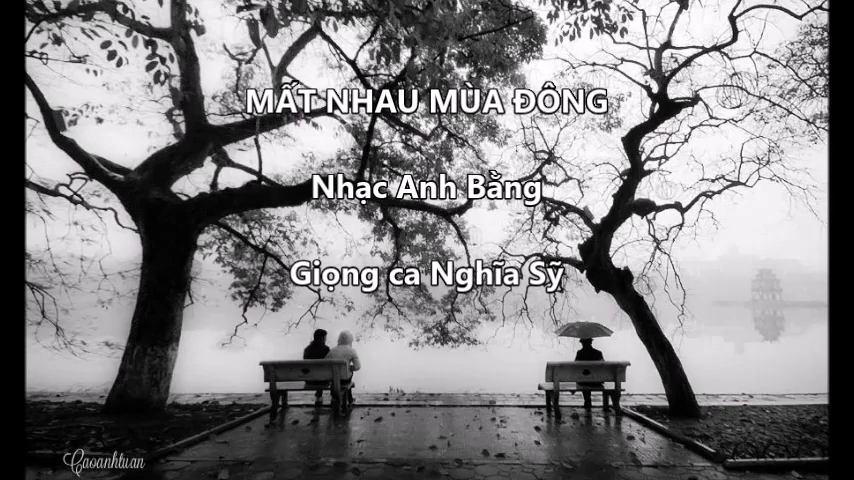 MẤT NHAU MÙA ĐÔNG
Nhạc Anh Bằng
Giọng ca Nghĩa Sỹ
Caoanhtuan